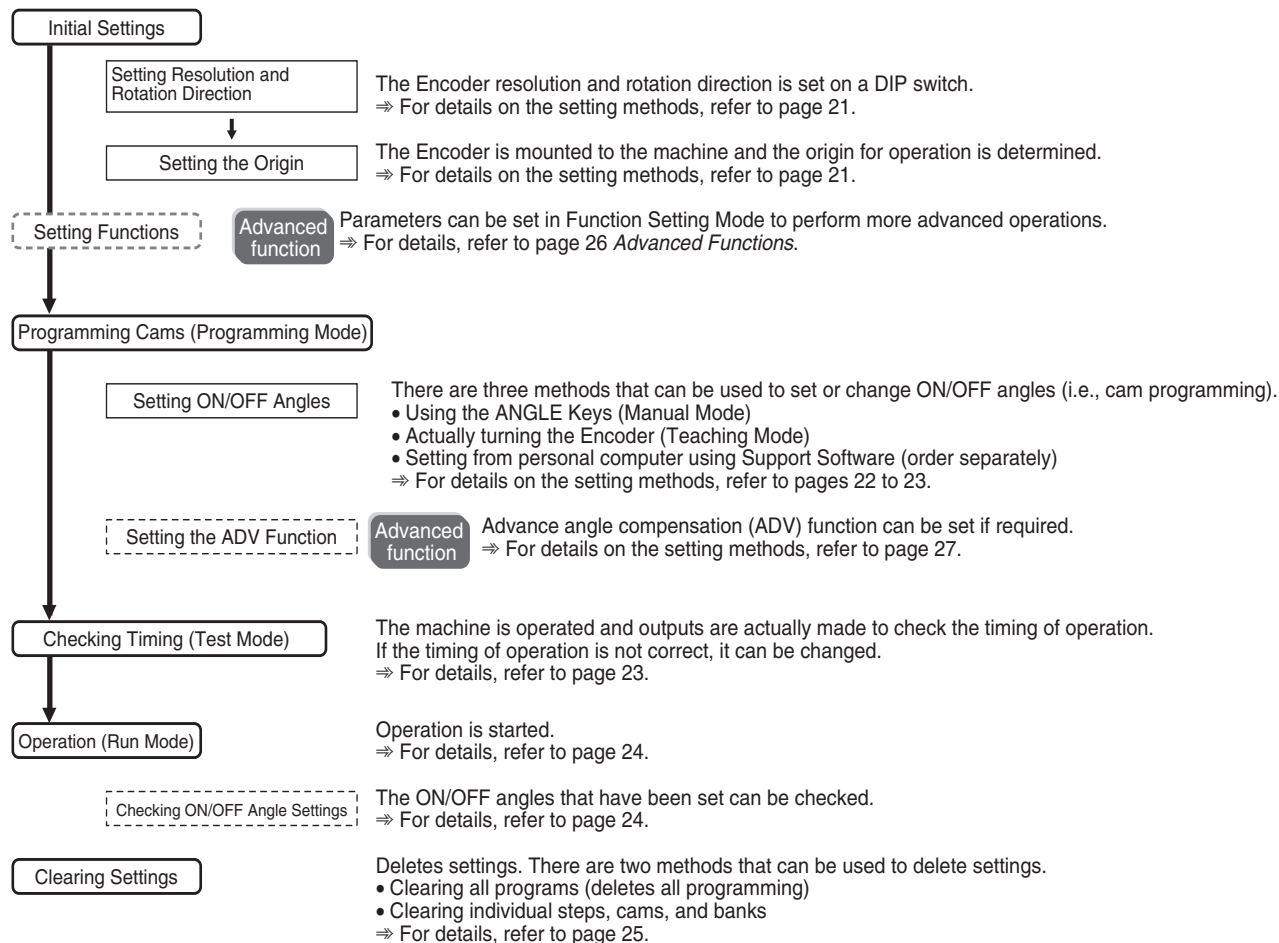 Initial Settings
Setting Resolution and
Rotation Direction
The Encoder resolution and rotation direction is set on a DIP switch.
⇒ For details on the setting methods, refer to page 21.
Setting the Origin
The Encoder is mounted to the machine and the origin for operation is determined.
⇒ For details on the setting methods, refer to page 21.
Setting Functions
Advanced
function
Parameters can be set in Function Setting Mode to perform more advanced operations.
⇒ For details, refer to page 26 Advanced Functions.
Programming Cams (Programming Mode)
Setting ON/OFF Angles
There are three methods that can be used to set or change ON/OFF angles (i.e., cam programming).
• Using the ANGLE Keys (Manual Mode)
• Actually turning the Encoder (Teaching Mode)
• Setting from personal computer using Support Software (order separately)
⇒ For details on the setting methods, refer to pages 22 to 23.
Setting the ADV Function
Advanced
function
Advance angle compensation (ADV) function can be set if required.
⇒ For details on the setting methods, refer to page 27.
Checking Timing (Test Mode)
The machine is operated and outputs are actually made to check the timing of operation.
If the timing of operation is not correct, it can be changed.
⇒ For details, refer to page 23.
Operation (Run Mode)
Operation is started.
⇒ For details, refer to page 24.
Checking ON/OFF Angle Settings
The ON/OFF angles that have been set can be checked.
⇒ For details, refer to page 24.
Clearing Settings
Deletes settings. There are two methods that can be used to delete settings.
• Clearing all programs (deletes all programming)
• Clearing individual steps, cams, and banks
⇒ For details, refer to page 25.